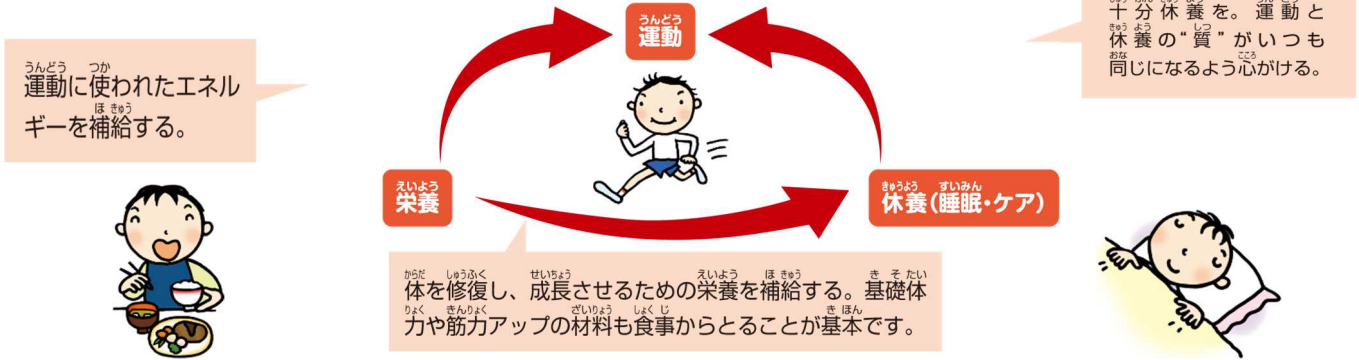 運動
十分休養を。運動と
休養の“質”がいつも
同じになるよう心がける。
運動に使われたエネル
ギーを補給する。
栄養
休養(睡眠・ケア)
体を修復し、成長させるための栄養を補給する。基礎体
力や筋力アップの材料も食事からとることが基本です。